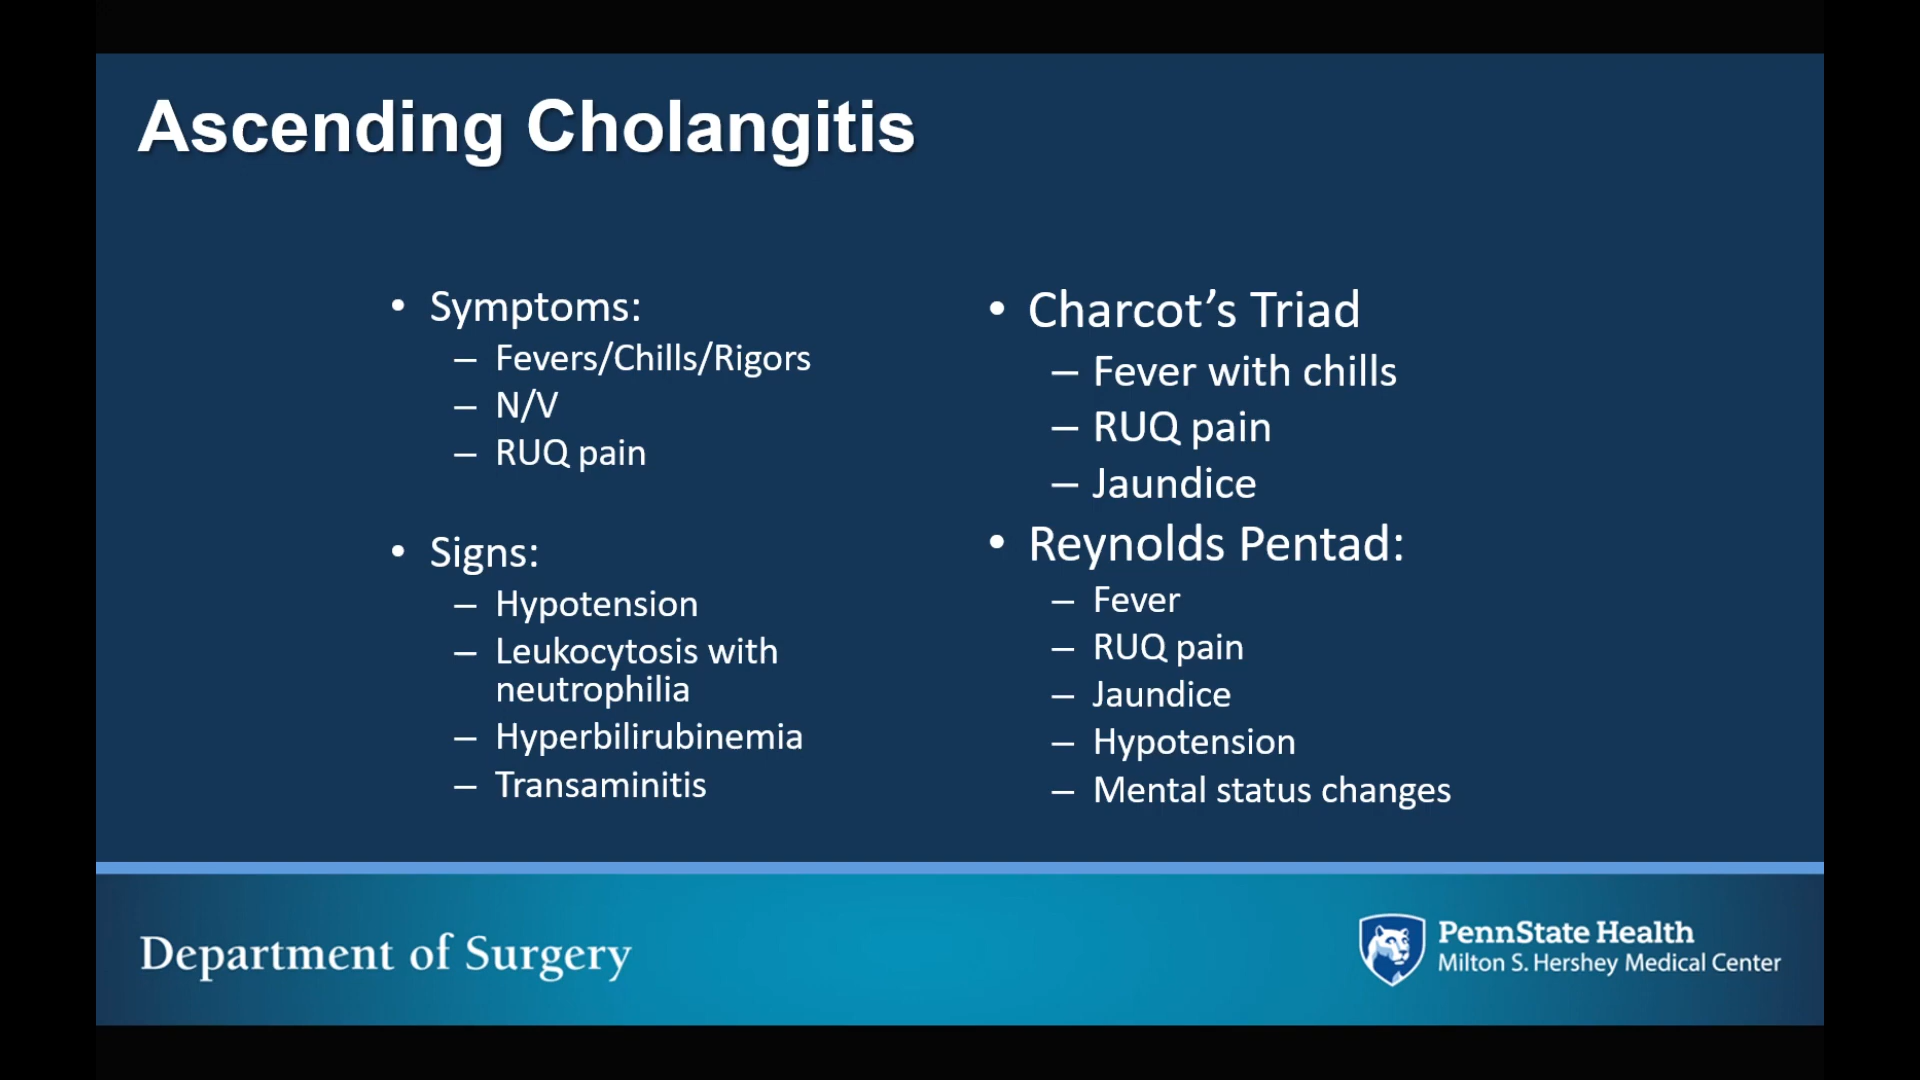 Ascending Cholangitis
• Symptoms:
– Fevers/Chills/Rigors
– N/V
– RUQ pain
• Signs:
– Hypotension
– Leukocytosis with
neutrophilia
– Hyperbilirubinemia
– Transaminitis
• Charcot’s Triad
– Fever with chills
– RUQ pain
– Jaundice
• Reynolds Pentad:
– Fever
– RUQ pain
– Jaundice
– Hypotension
– Mental status changes
Department of Surgery
PennState Health
Milton S. Hershey Medical Center